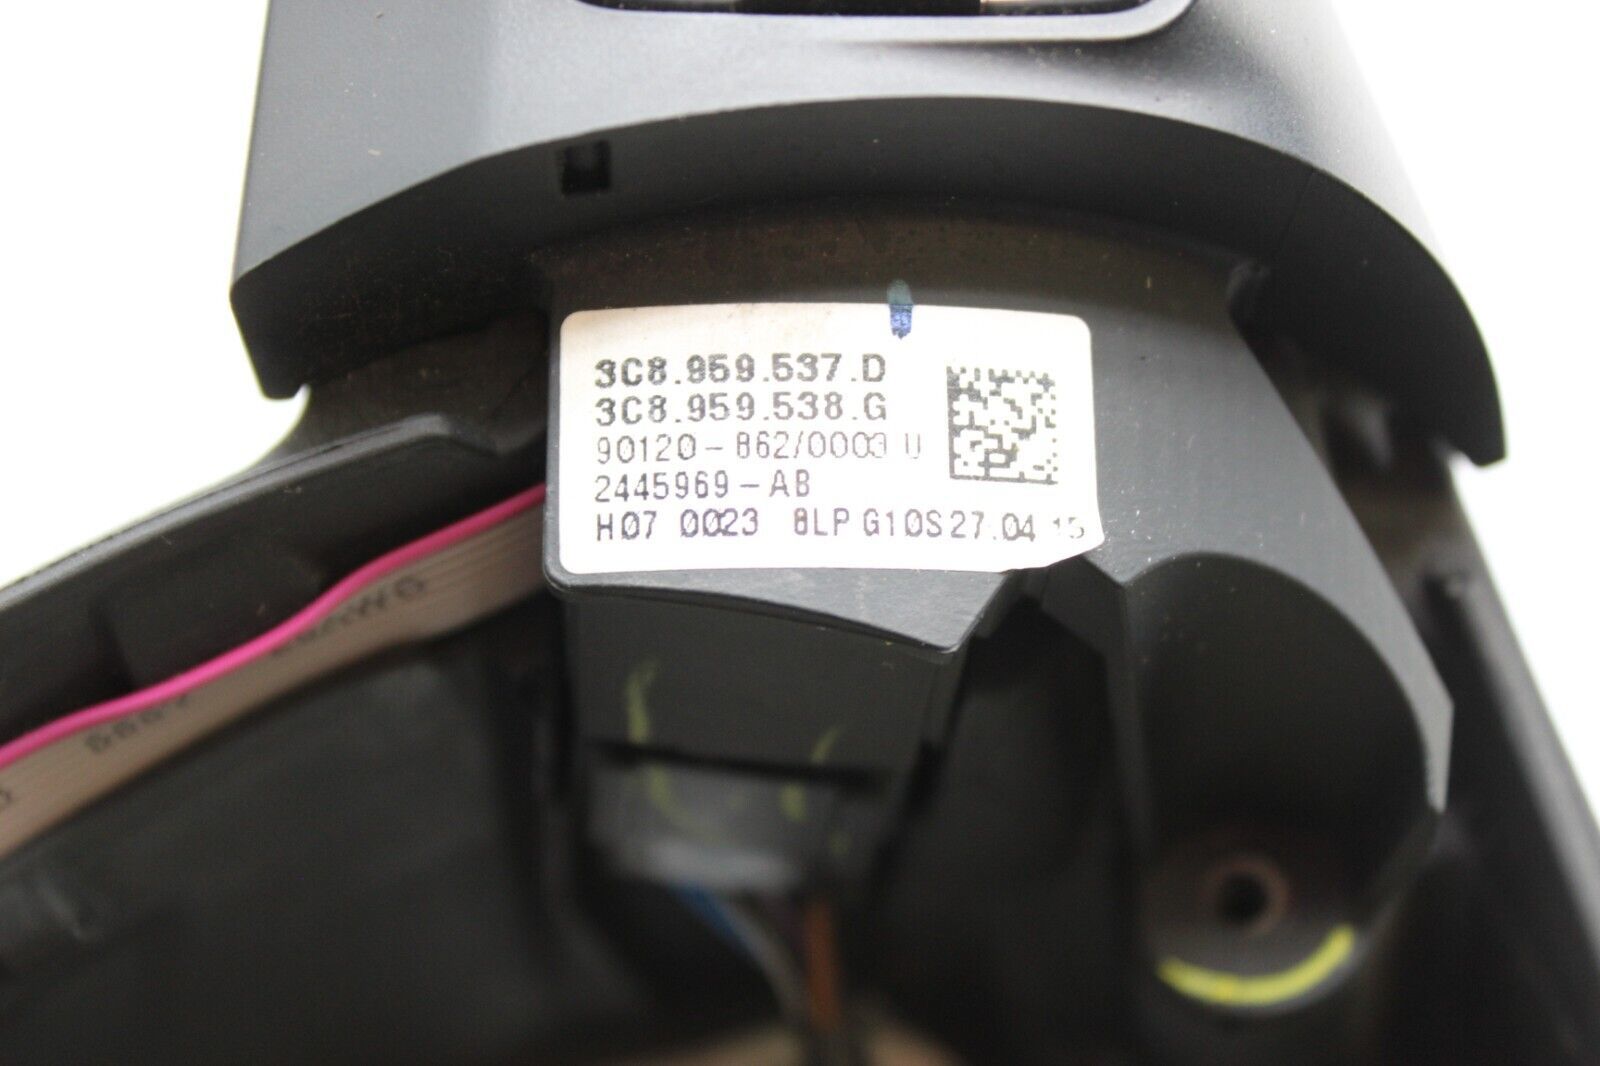 3C8.959.537.D
3C8.959.538.G
90120-862/0003 U
2445969-AB
H07 0023 8LP G10S 27.04 15